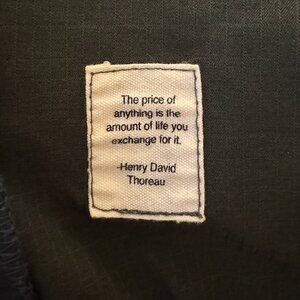 The price of
anything is the
amount of life you
exchange for it.
-Henry David
Thoreau